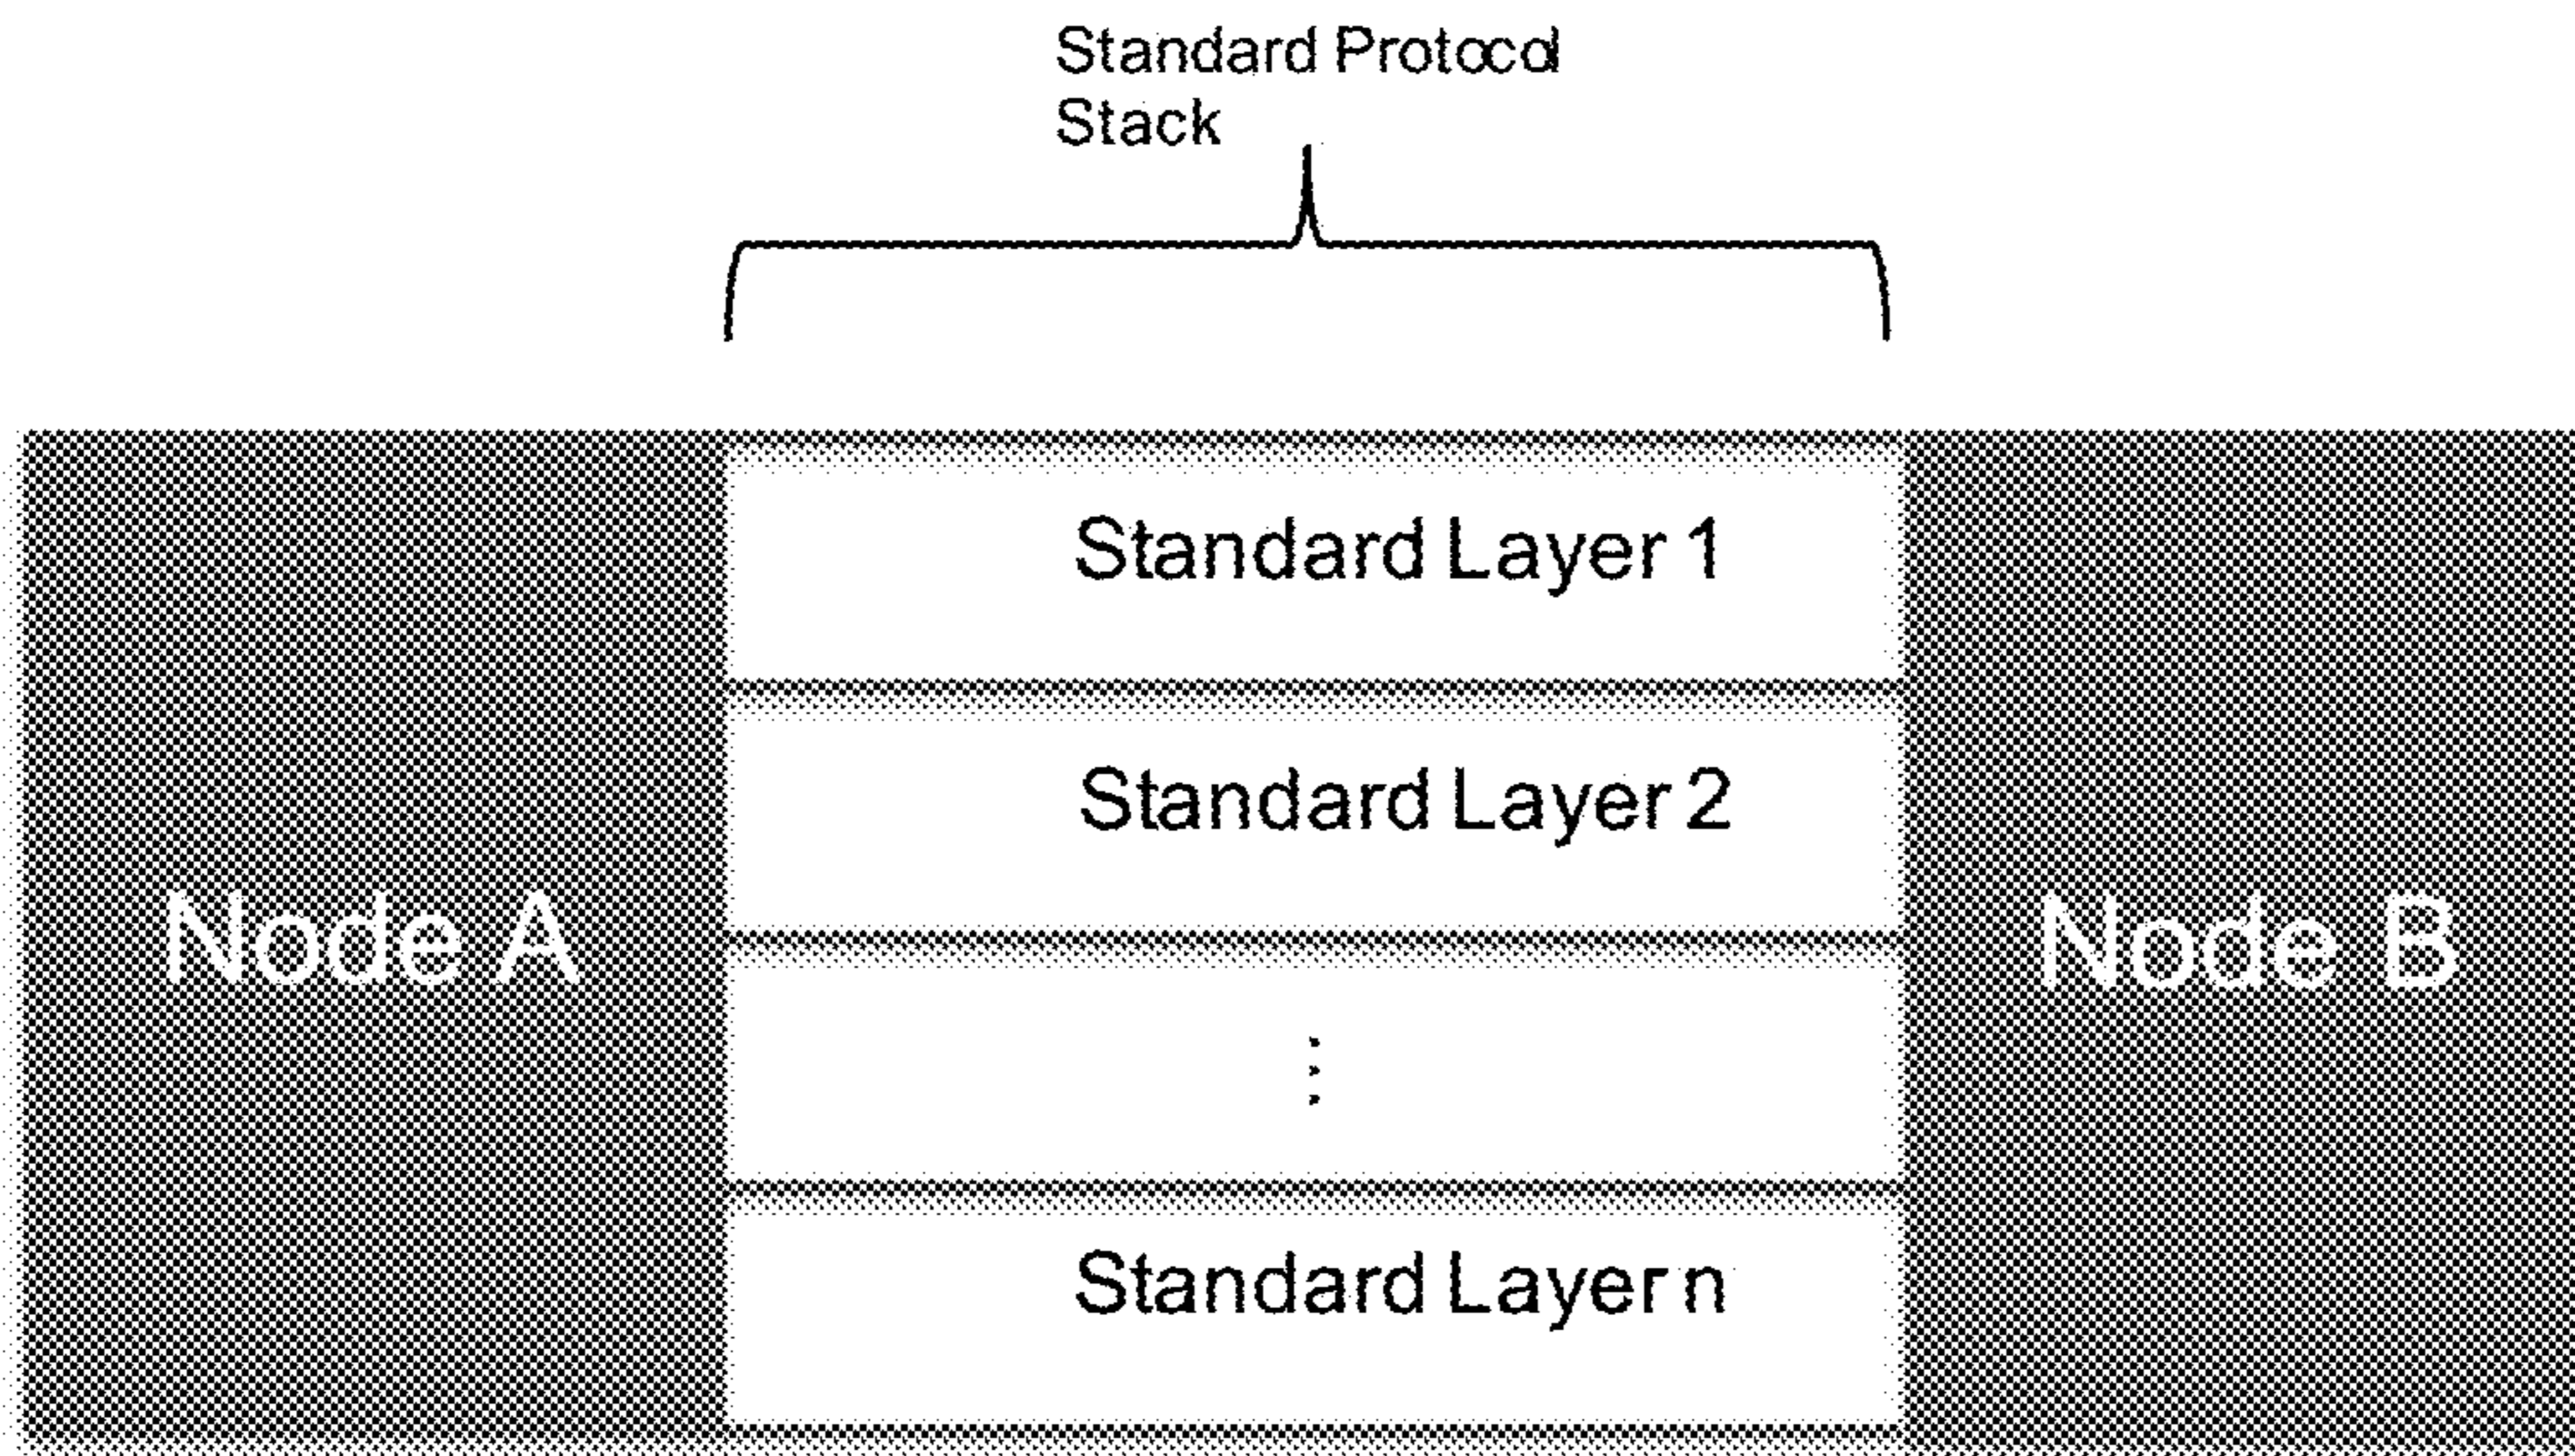 Standard Protocol
Stack
Standard Layer 1
Standard Layer 2
Node A
Node B
⋮
Standard Layer n